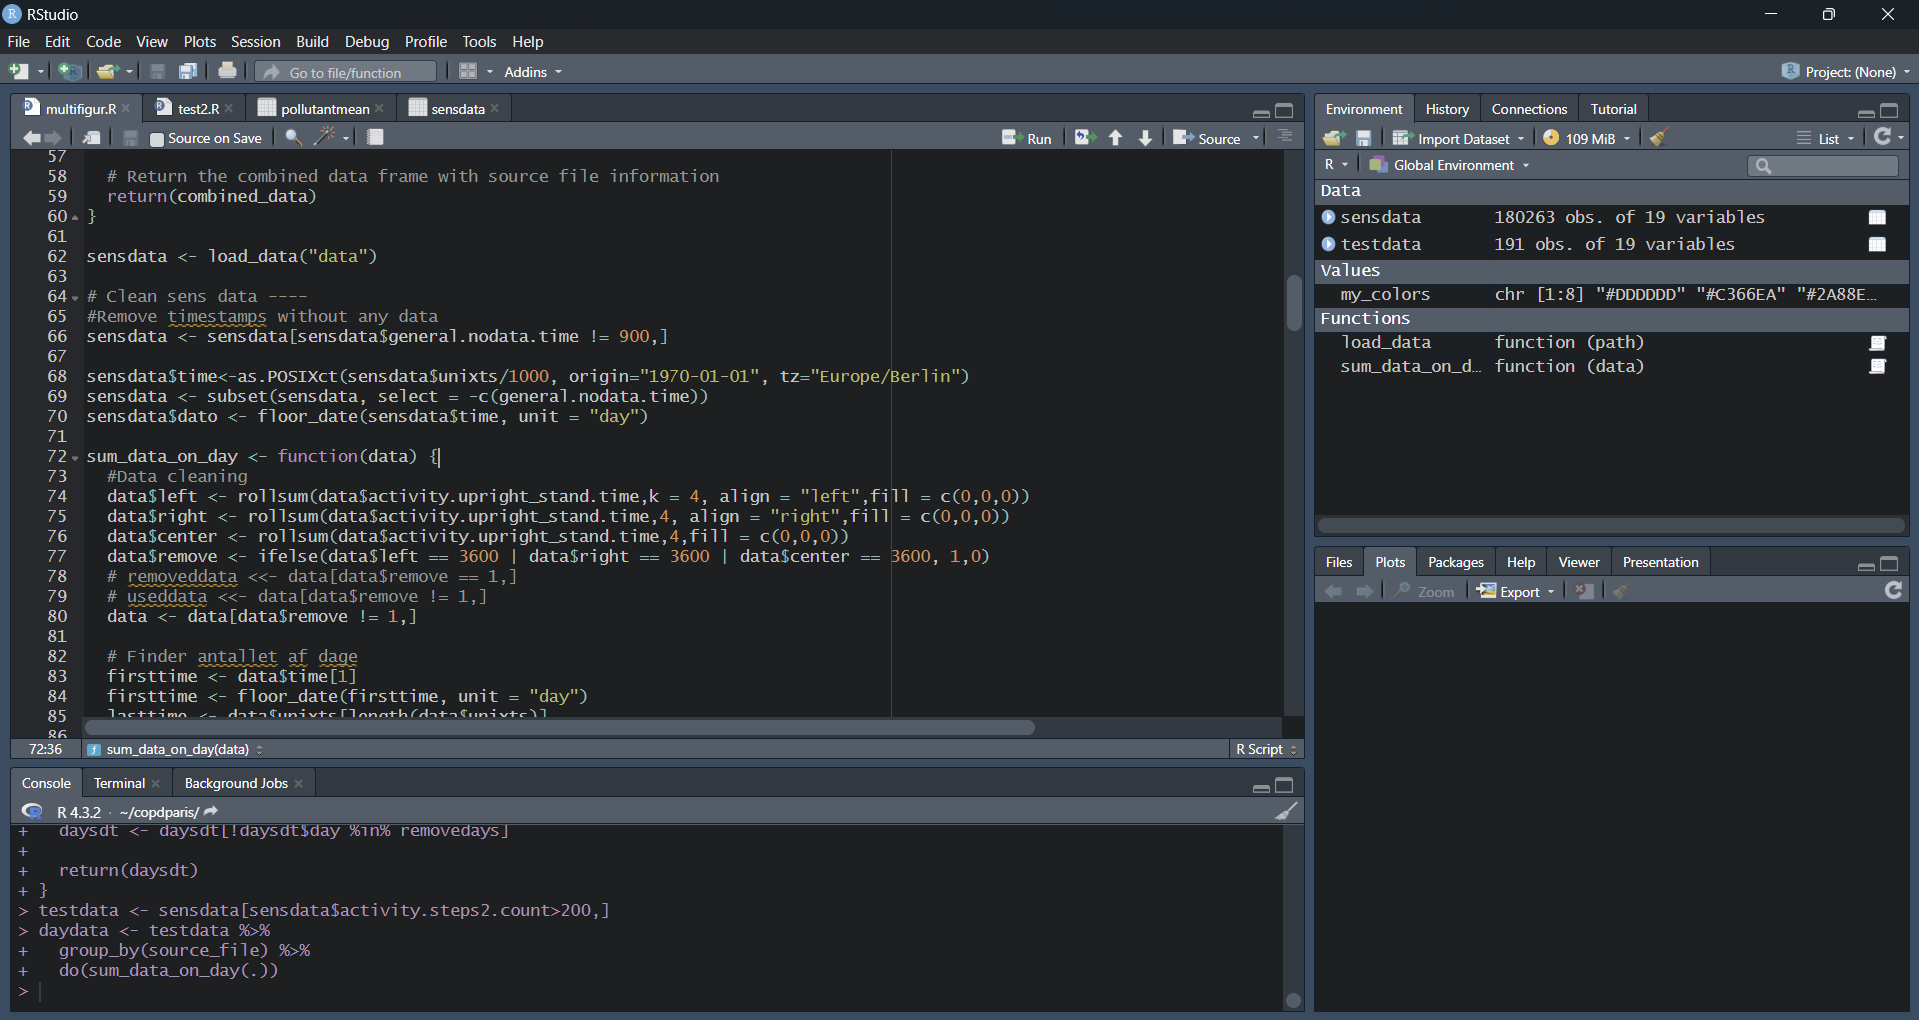 RStudio
File Edit Code View Plots Session Build Debug Profile Tools Help
Go to file/function Addins Project: (None)
multifigur.R test2.R pollutantmean sensdata
Source on Save Run Source
57
58 # Return the combined data frame with source file information
59 return(combined_data)
60 }
61
62 sensdata <- load_data("data")
63
64 # Clean sens data ----
65 #Remove timestamps without any data
66 sensdata <- sensdata[sensdata$general.nodata.time != 900,]
67
68 sensdata$time<-as.POSIXct(sensdata$unixts/1000, origin="1970-01-01", tz="Europe/Berlin")
69 sensdata <- subset(sensdata, select = -c(general.nodata.time))
70 sensdata$dato <- floor_date(sensdata$time, unit = "day")
71
72 sum_data_on_day <- function(data) {
73 #Data cleaning
74 data$left <- rollsum(data$activity.upright_stand.time,k = 4, align = "left",fill = c(0,0,0))
75 data$right <- rollsum(data$activity.upright_stand.time,4, align = "right",fill = c(0,0,0))
76 data$center <- rollsum(data$activity.upright_stand.time,4,fill = c(0,0,0))
77 data$remove <- ifelse(data$left == 3600 | data$right == 3600 | data$center == 3600, 1,0)
78 # removeddata <<- data[data$remove == 1,]
79 # useddata <<- data[data$remove != 1,]
80 data <- data[data$remove != 1,]
81
82 # Finder antallet af dage
83 firsttime <- data$time[1]
84 firsttime <- floor_date(firsttime, unit = "day")
85 lasttime <- data$unixts[length(data$unixts)]
86
72:36 sum_data_on_day(data) R Script
Console Terminal Background Jobs
R 4.3.2 · ~/copdparis/
+ daysdt <- daysdt[!daysdt$day %in% removedays]
+
+ return(daysdt)
+ }
> testdata <- sensdata[sensdata$activity.steps2.count>200,]
> daydata <- testdata %>%
+ group_by(source_file) %>%
+ do(sum_data_on_day(.))
>
Environment History Connections Tutorial
Import Dataset 109 MiB List
R Global Environment
Data
sensdata 180263 obs. of 19 variables
testdata 191 obs. of 19 variables
Values
my_colors chr [1:8] "#DDDDDD" "#C366EA" "#2A88E…
Functions
load_data function (path)
sum_data_on_d… function (data)
Files Plots Packages Help Viewer Presentation
Zoom Export